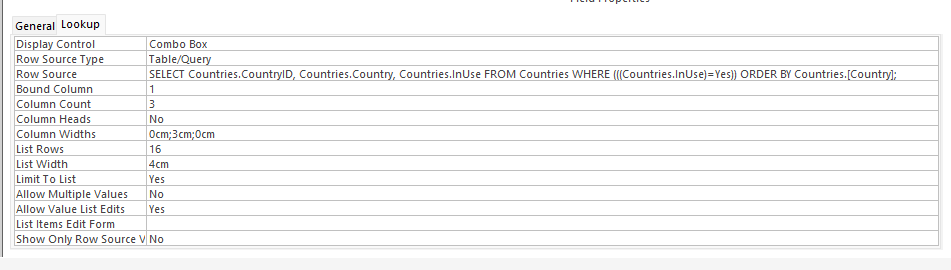 General Lookup
Display Control Combo Box
Row Source Type Table/Query
Row Source SELECT Countries.CountryID, Countries.Country, Countries.InUse FROM Countries WHERE (((Countries.InUse)=Yes)) ORDER BY Countries.[Country];
Bound Column 1
Column Count 3
Column Heads No
Column Widths 0cm;3cm;0cm
List Rows 16
List Width 4cm
Limit To List Yes
Allow Multiple Values No
Allow Value List Edits Yes
List Items Edit Form
Show Only Row Source V No